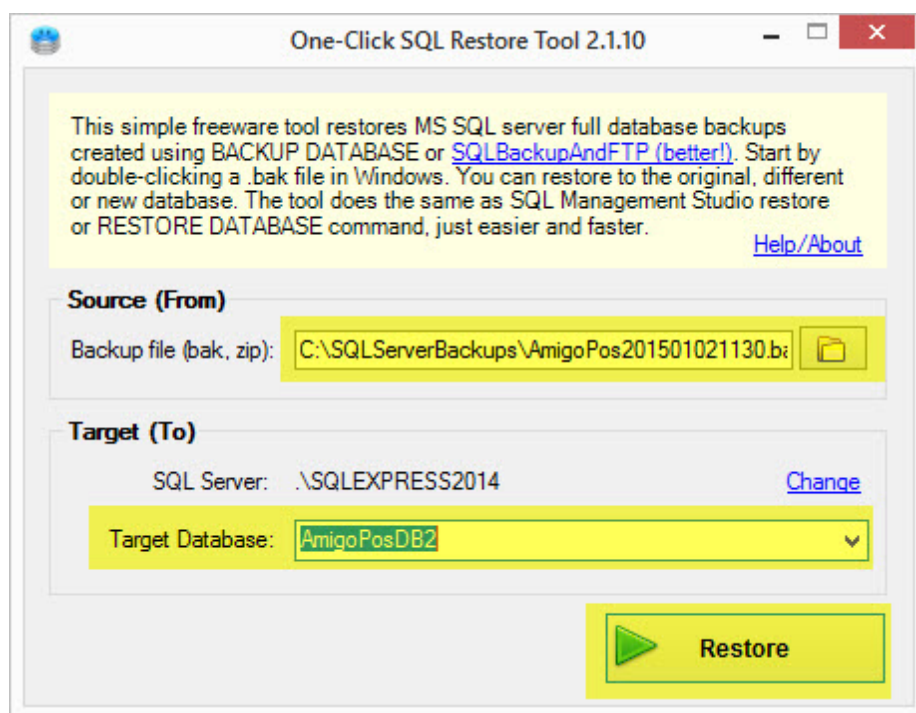 One-Click SQL Restore Tool 2.1.10
This simple freeware tool restores MS SQL server full database backups
created using BACKUP DATABASE or SQLBackupAndFTP (better!). Start by
double-clicking a .bak file in Windows. You can restore to the original, different
or new database. The tool does the same as SQL Management Studio restore
or RESTORE DATABASE command, just easier and faster.
Help/About
Source (From)
Backup file (bak, zip): C:\SQLServerBackups\AmigoPos201501021130.ba
Target (To)
SQL Server: .\SQLEXPRESS2014 Change
Target Database: AmigoPosDB2
Restore